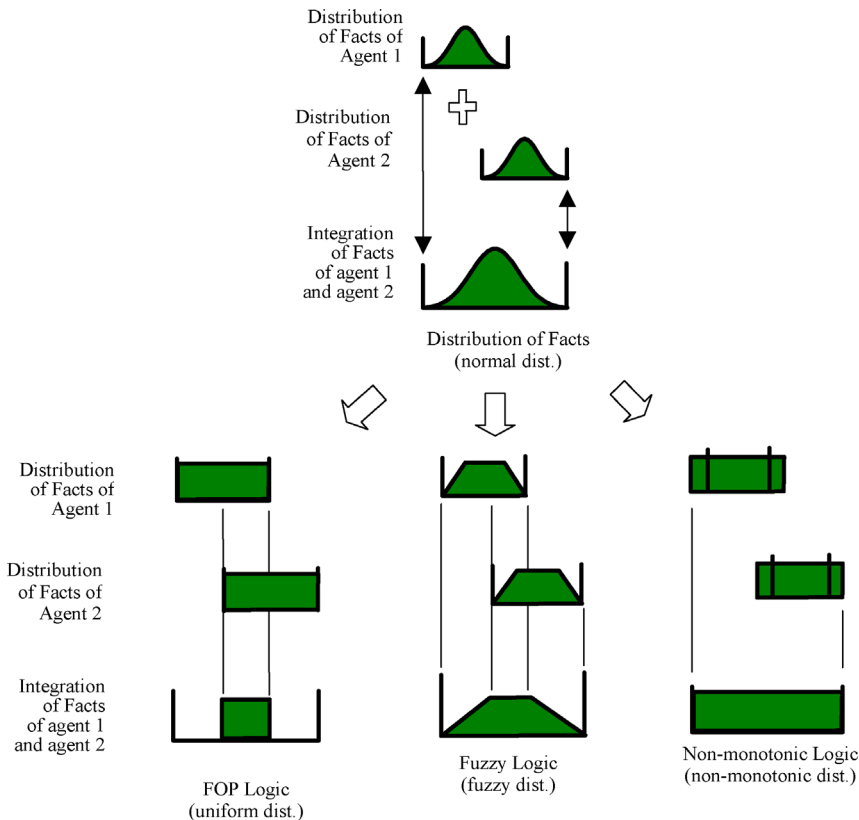 Distribution
of Facts of
Agent 1
Distribution
of Facts of
Agent 2
Integration
of Facts
of agent 1
and agent 2
Distribution of Facts
(normal dist.)
Distribution
of Facts of
Agent 1
Distribution
of Facts of
Agent 2
Integration
of Facts
of agent 1
and agent 2
FOP Logic
(uniform dist.)
Fuzzy Logic
(fuzzy dist.)
Non-monotonic Logic
(non-monotonic dist.)